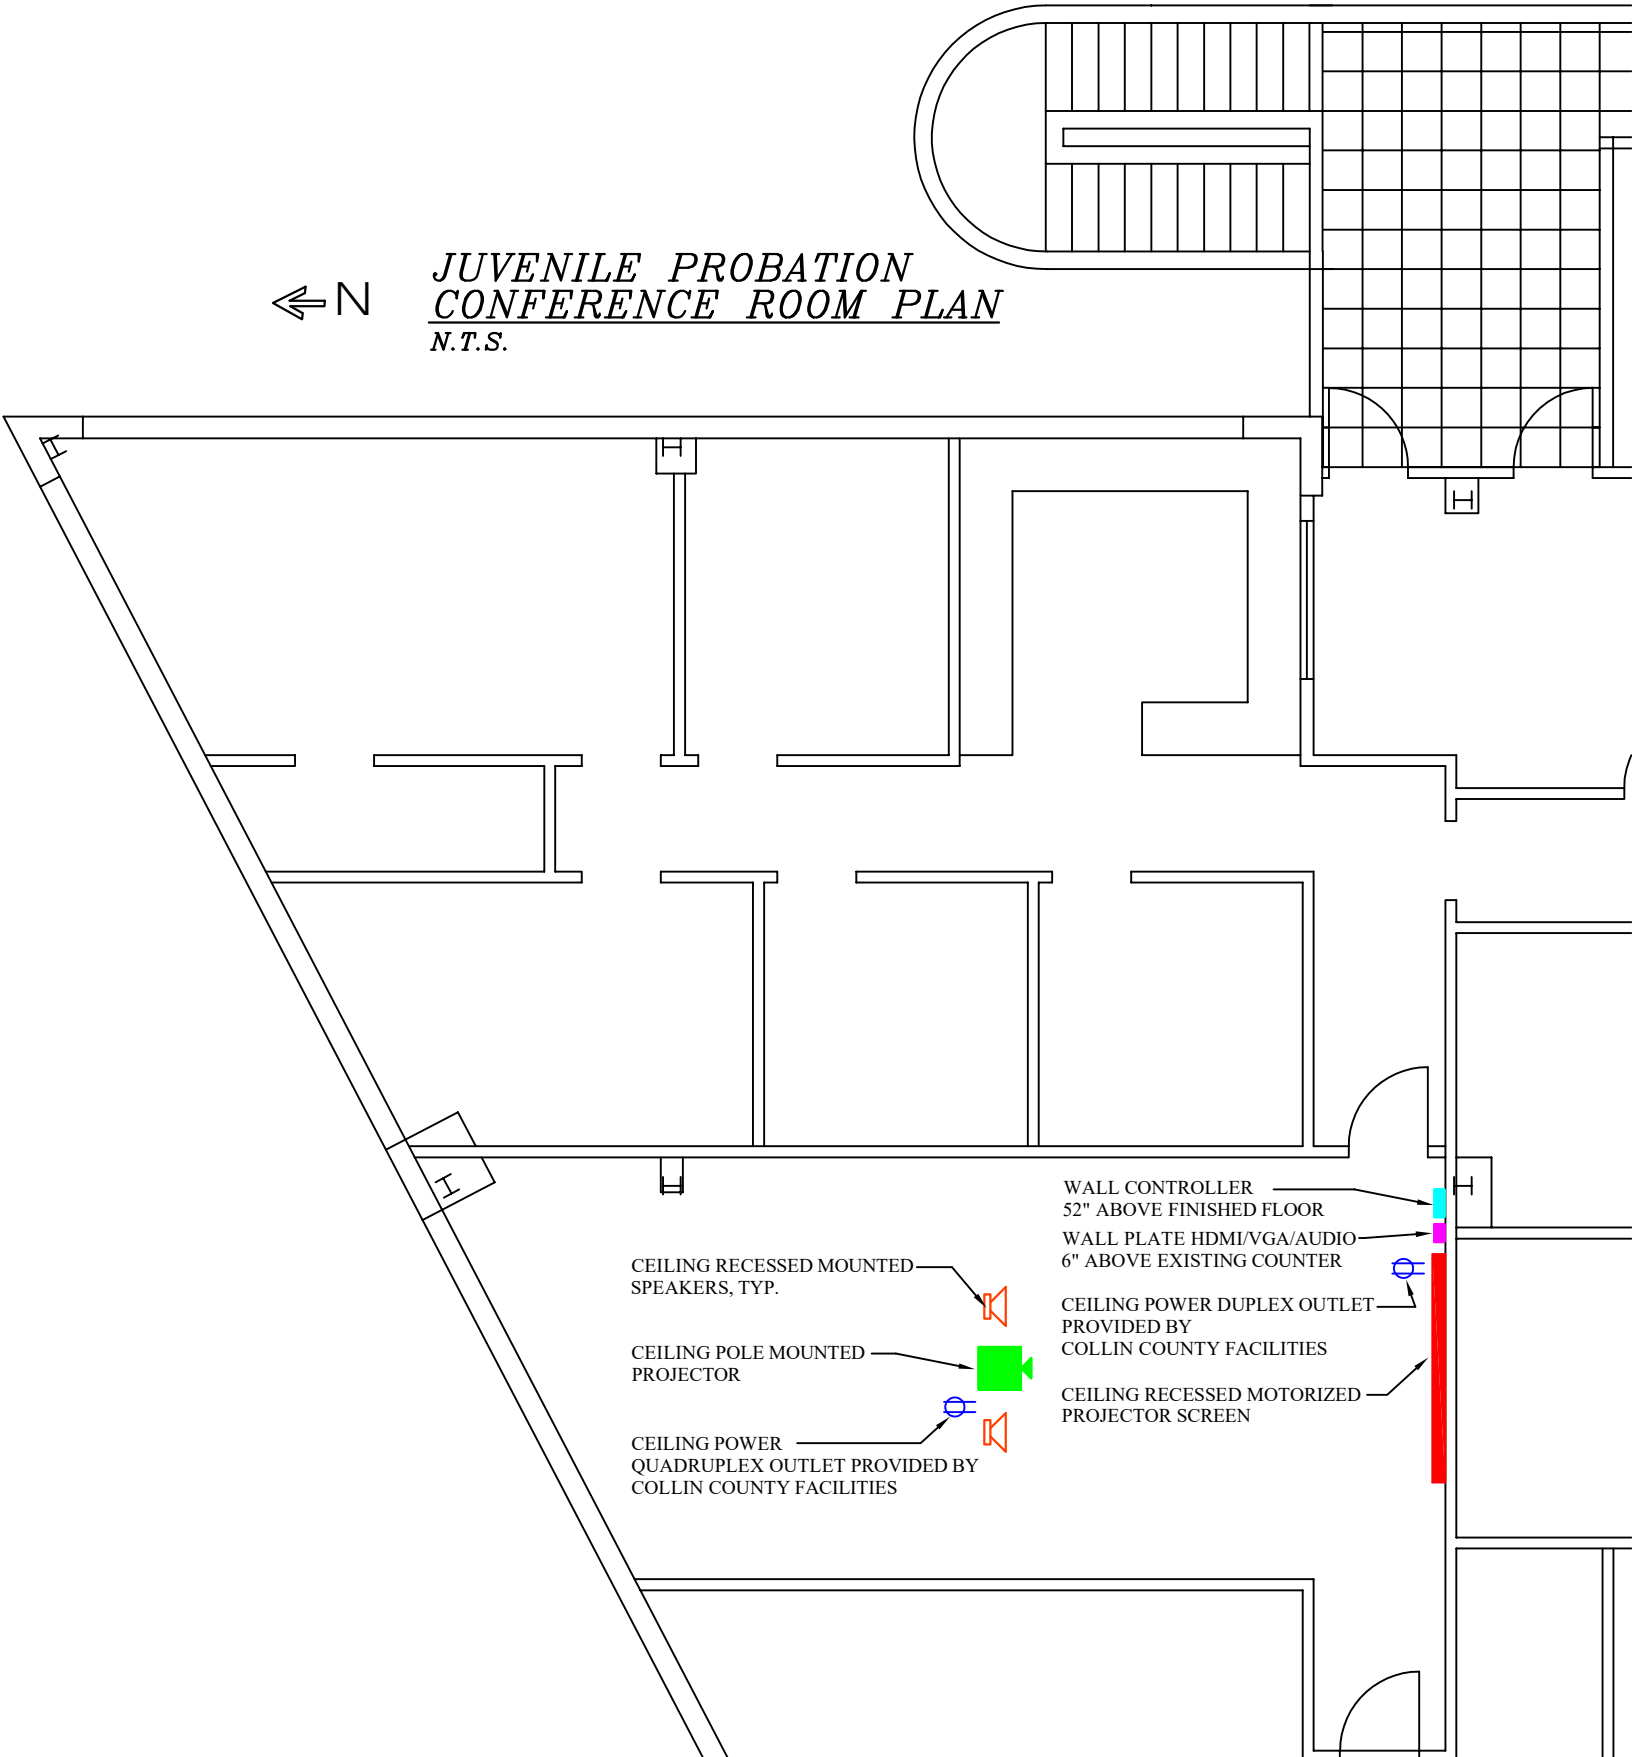 JUVENILE PROBATION
N CONFERENCE ROOM PLAN
N.T.S.
WALL CONTROLLER
52" ABOVE FINISHED FLOOR
WALL PLATE HDMI/VGA/AUDIO
6" ABOVE EXISTING COUNTER
CEILING RECESSED MOUNTED
SPEAKERS, TYP.
CEILING POWER DUPLEX OUTLET
PROVIDED BY
COLLIN COUNTY FACILITIES
CEILING POLE MOUNTED
PROJECTOR
CEILING RECESSED MOTORIZED
PROJECTOR SCREEN
CEILING POWER
QUADRUPLEX OUTLET PROVIDED BY
COLLIN COUNTY FACILITIES